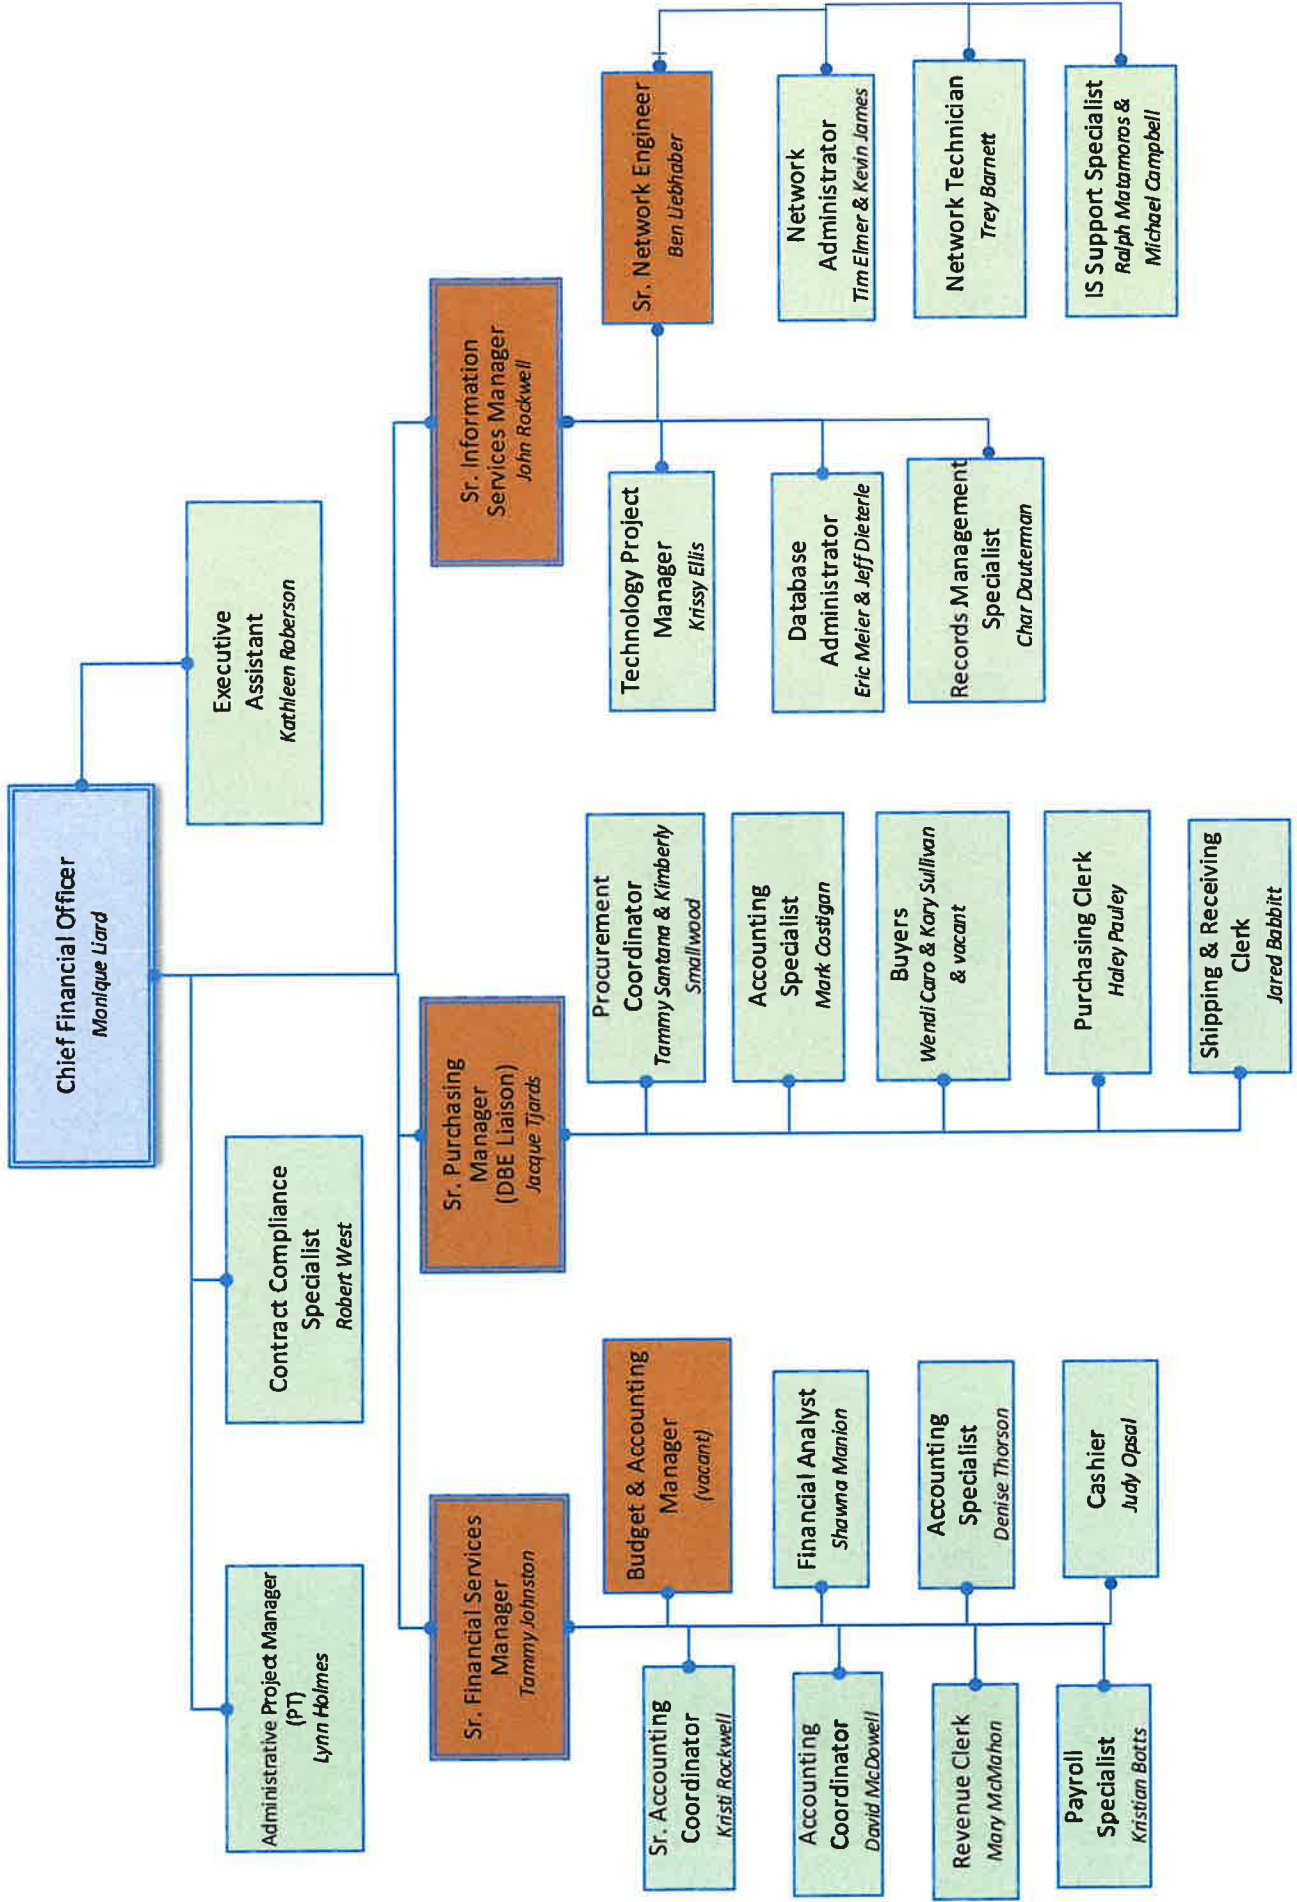 Chief Financial Officer
Monique Liard
Executive
Assistant
Kathleen Roberson
Administrative Project Manager
(PT)
Lynn Holmes
Contract Compliance
Specialist
Robert West
Sr. Financial Services
Manager
Tammy Johnston
Sr. Purchasing
Manager
(DBE Liaison)
Jacque Tjards
Sr. Information
Services Manager
John Rockwell
Sr. Accounting
Coordinator
Kristi Rockwell
Budget & Accounting
Manager
(vacant)
Accounting
Coordinator
David McDowell
Financial Analyst
Shawna Manion
Revenue Clerk
Mary McMahon
Accounting
Specialist
Denise Thorson
Payroll
Specialist
Kristian Botts
Cashier
Judy Opsal
Procurement
Coordinator
Tammy Santana & Kimberly
Smallwood
Accounting
Specialist
Mark Costigan
Buyers
Wendi Caro & Kory Sullivan
& vacant
Purchasing Clerk
Haley Pauley
Shipping & Receiving
Clerk
Jared Babbitt
Technology Project
Manager
Krissy Ellis
Database
Administrator
Eric Meier & Jeff Dieterle
Records Management
Specialist
Char Dauterman
Sr. Network Engineer
Ben Liebhaber
Network
Administrator
Tim Elmer & Kevin James
Network Technician
Trey Barnett
IS Support Specialist
Ralph Matamoros &
Michael Campbell